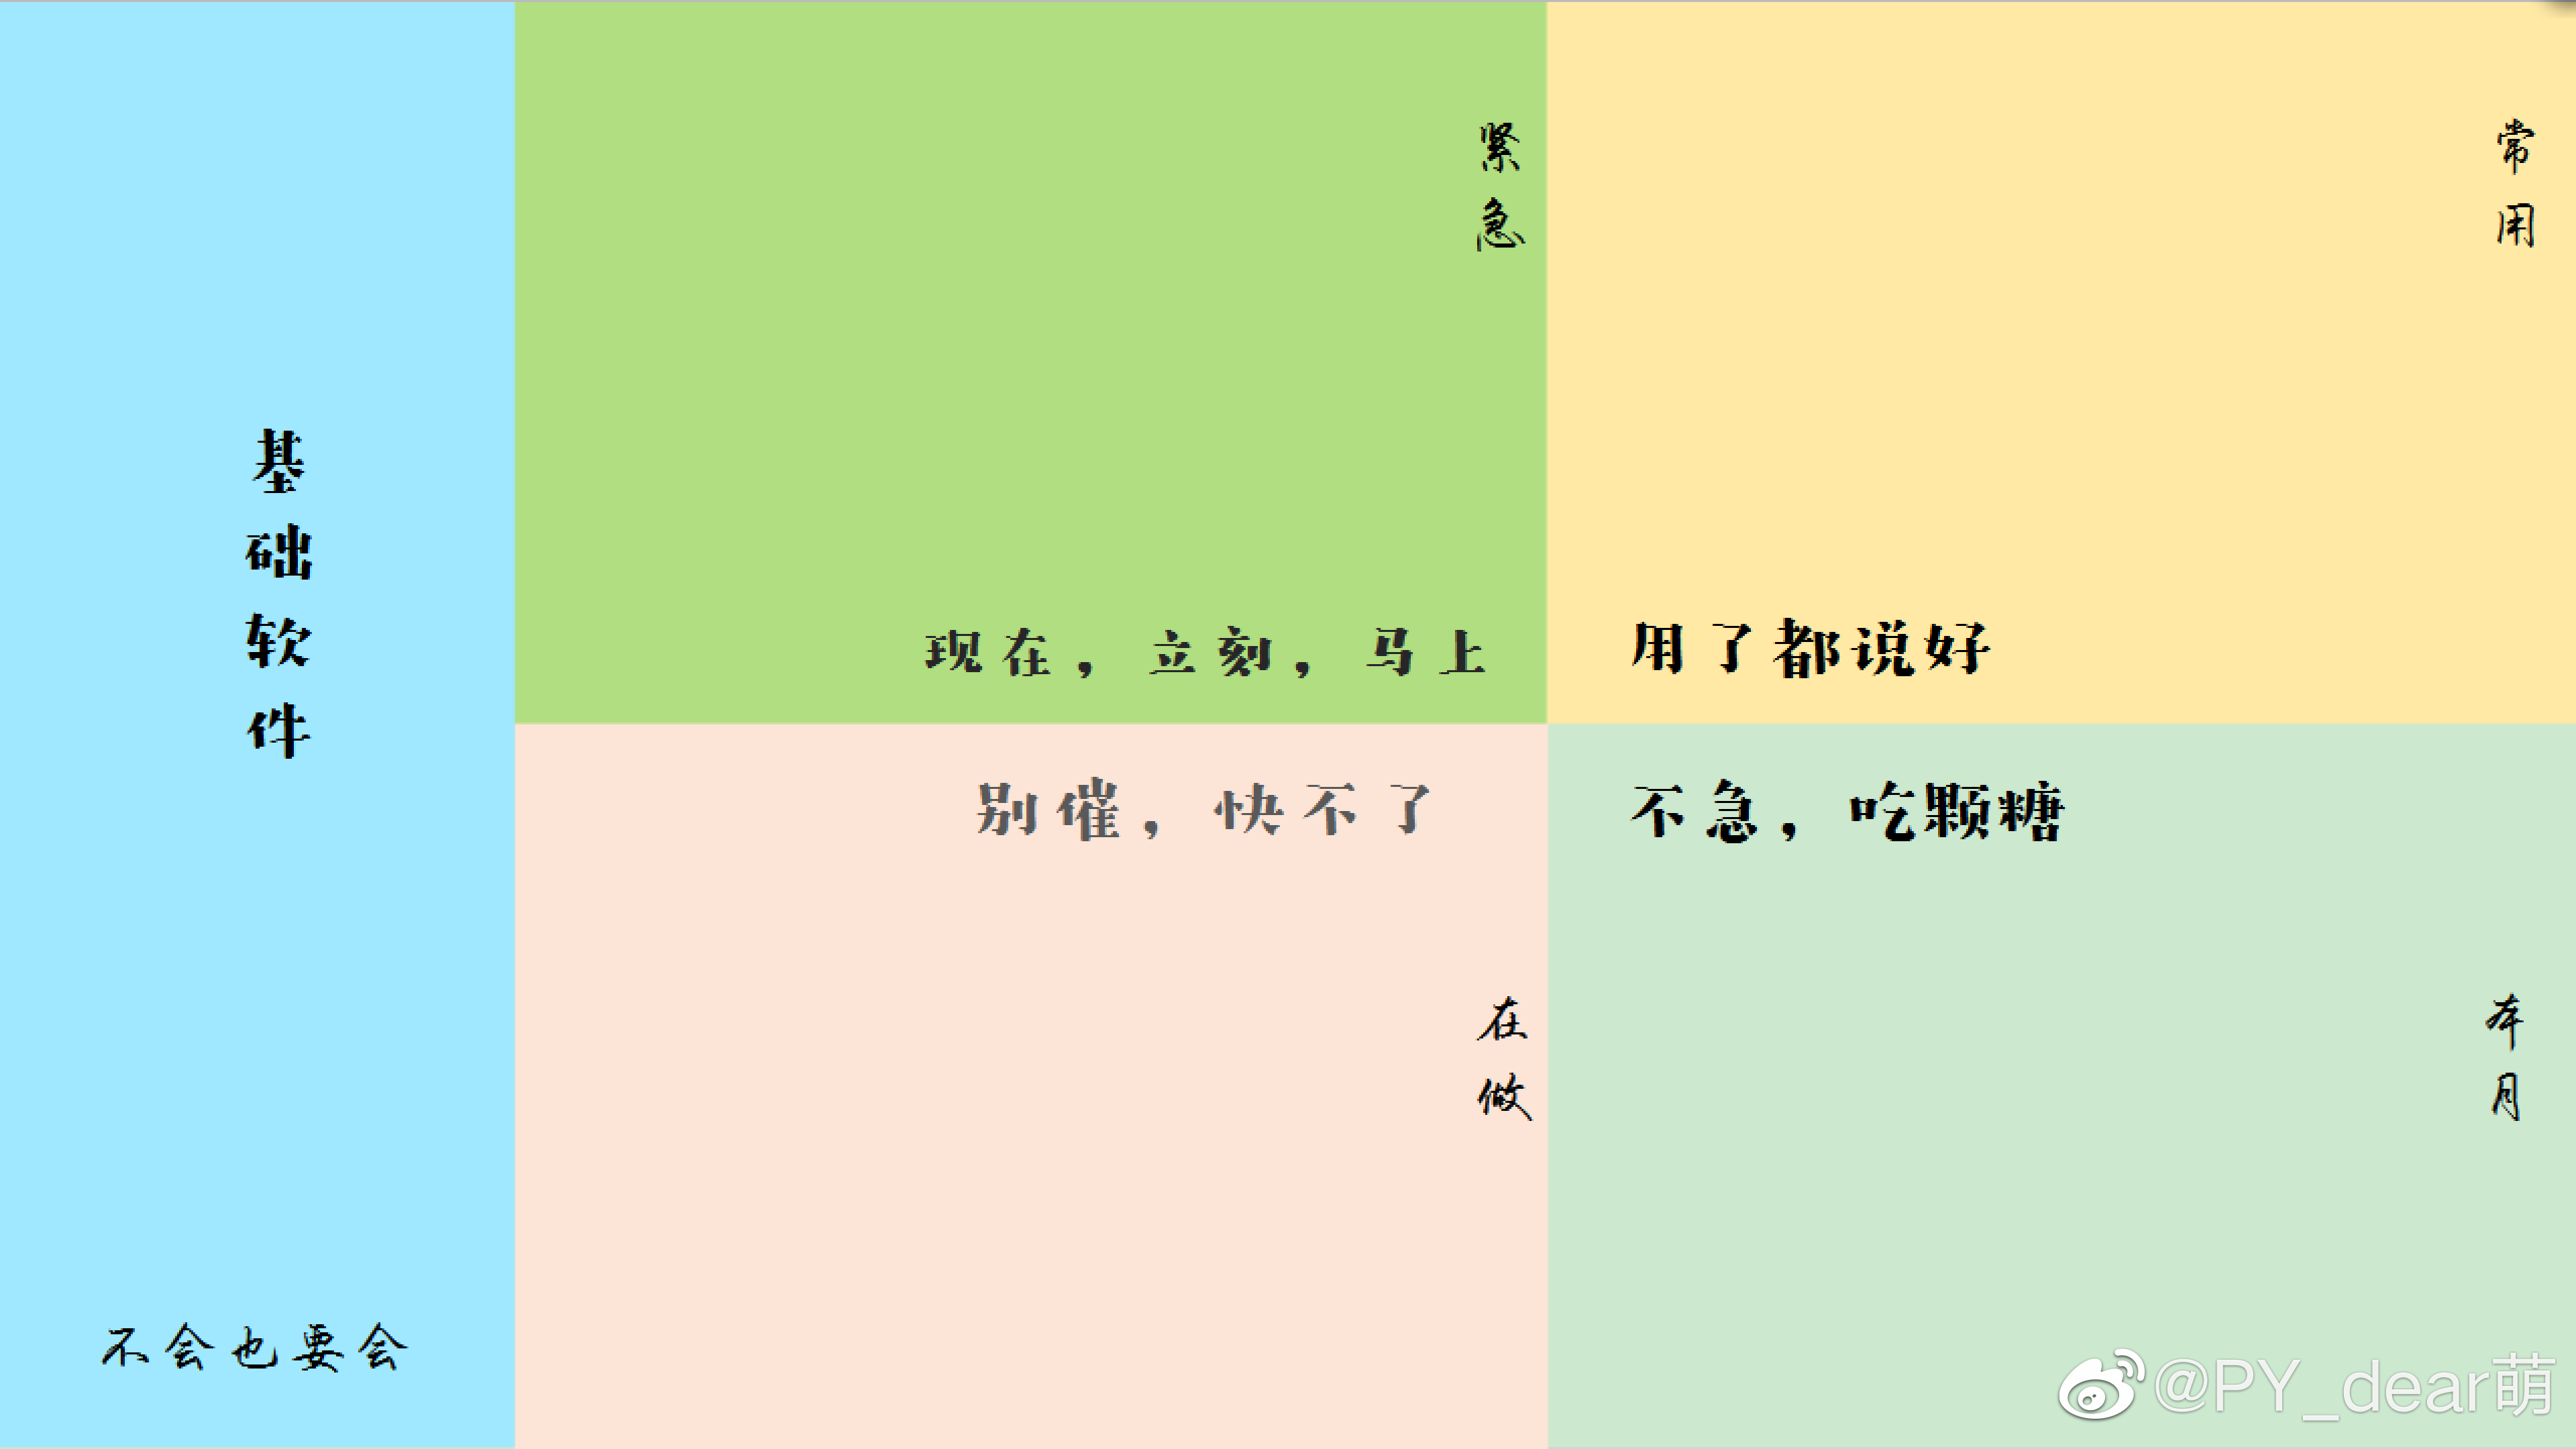 基础软件
不会也要会
紧急
现在，立刻，马上
常用
用了都说好
别催，快不了
在做
不急，吃颗糖
本月
@PY_dear萌